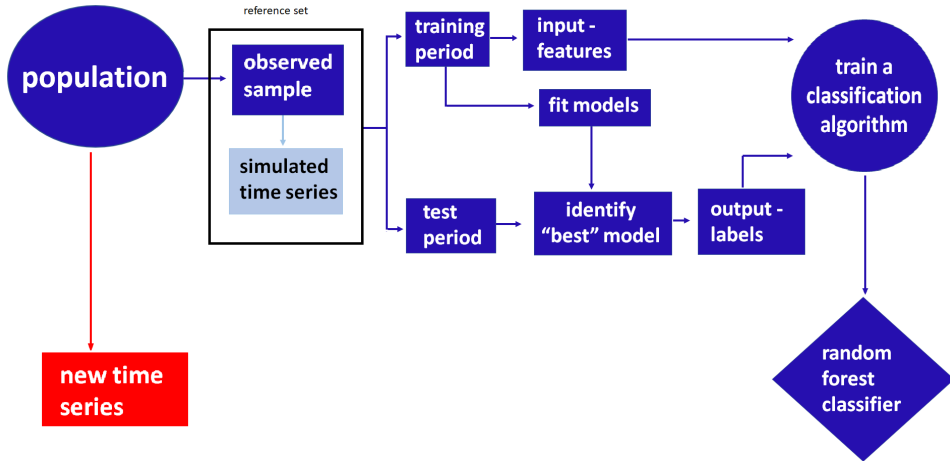 reference set
population
observed
sample
simulated
time series
training
period
input -
features
fit models
test
period
identify
“best” model
output -
labels
train a
classification
algorithm
new time
series
random
forest
classifier